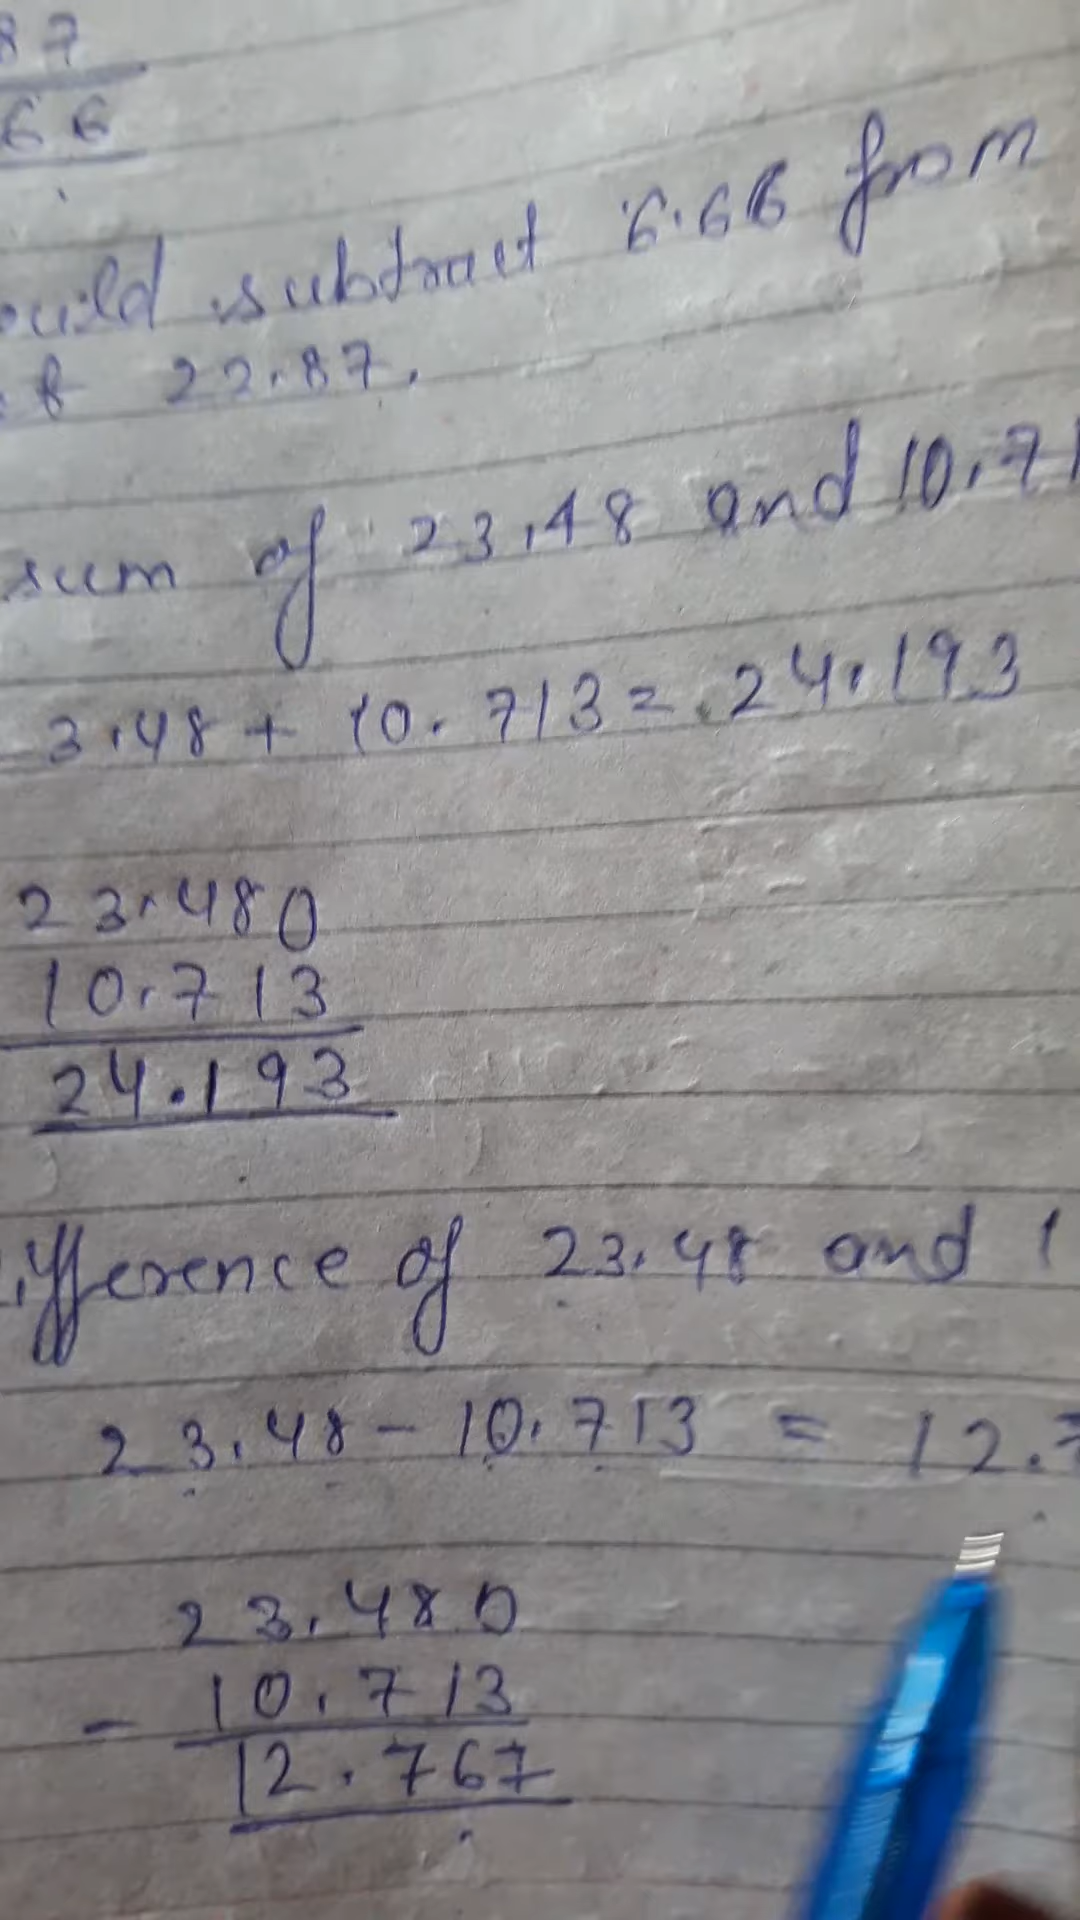 87
66
ould subtract 6.66 from
22.87.
sum of 23.48 and 10.71
3.48 + 10.713 = 24.193
23.480
10.713
24.193
ifference of 23.48 and 1
23.48 - 10.713 = 12.7
23.480
- 10.713
12.767